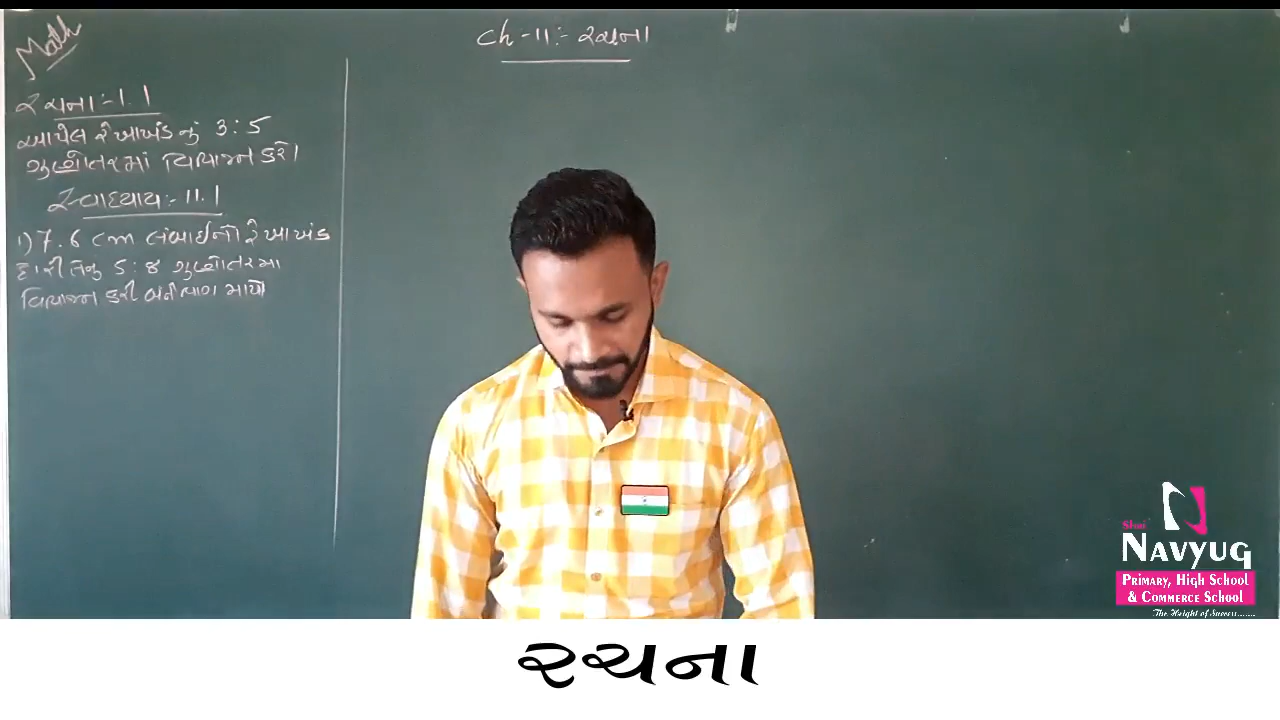 Math
Ch - 11 :- રચના
રચના :- 1.1
આપેલ રેખાખંડનું 3 : 5
ગુણોત્તરમાં વિભાજન કરો
સ્વાધ્યાય :- 11.1
1) 7.6 cm લંબાઈનો રેખાખંડ
દોરી તેનું 5 : 8 ગુણોતરમાં
વિભાજન કરી બંને ભાગ માપો
Shri
NAVYUG
PRIMARY, HIGH SCHOOL
& COMMERCE SCHOOL
The Height of Success.......
રચના